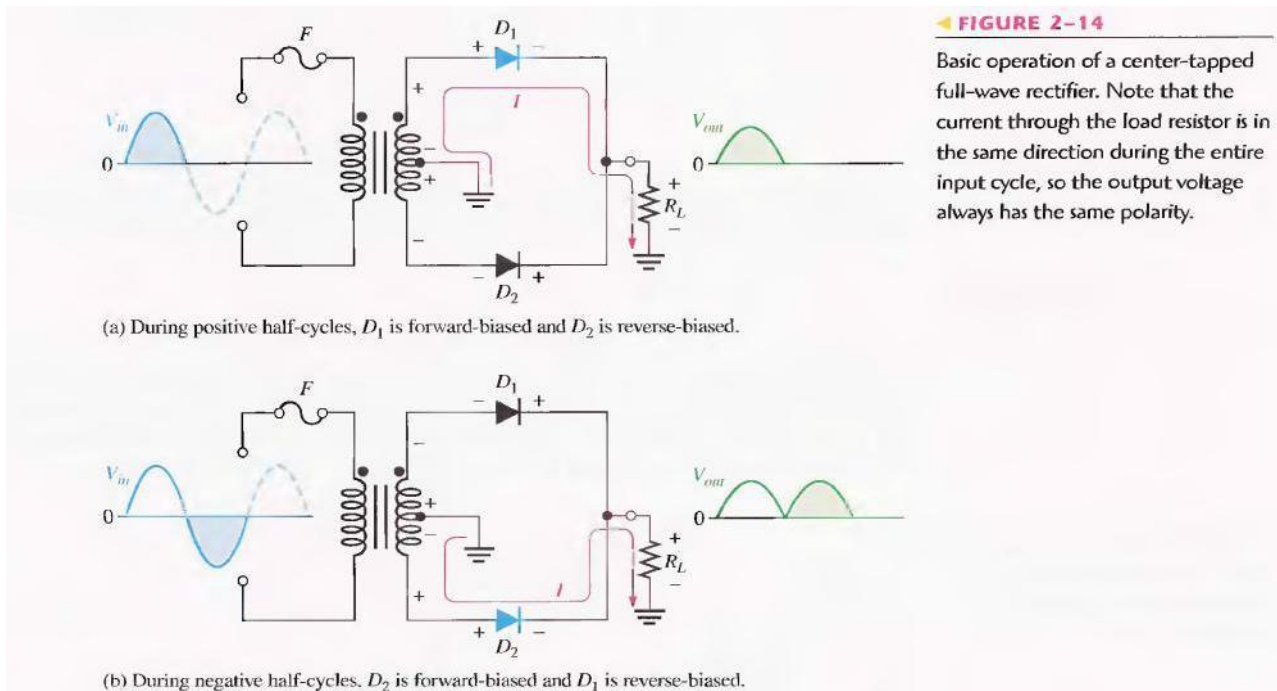 FIGURE 2–14
Basic operation of a center-tapped
full-wave rectifier. Note that the
current through the load resistor is in
the same direction during the entire
input cycle, so the output voltage
always has the same polarity.
F
D1
+ −
+
I
Vin
0
−
+
Vout
0
+
RL
−
−
− +
D2
(a) During positive half-cycles, D1 is forward-biased and D2 is reverse-biased.
F
D1
− +
−
Vin
0
+
−
Vout
0
+
RL
−
+
I
+ −
D2
(b) During negative half-cycles. D2 is forward-biased and D1 is reverse-biased.